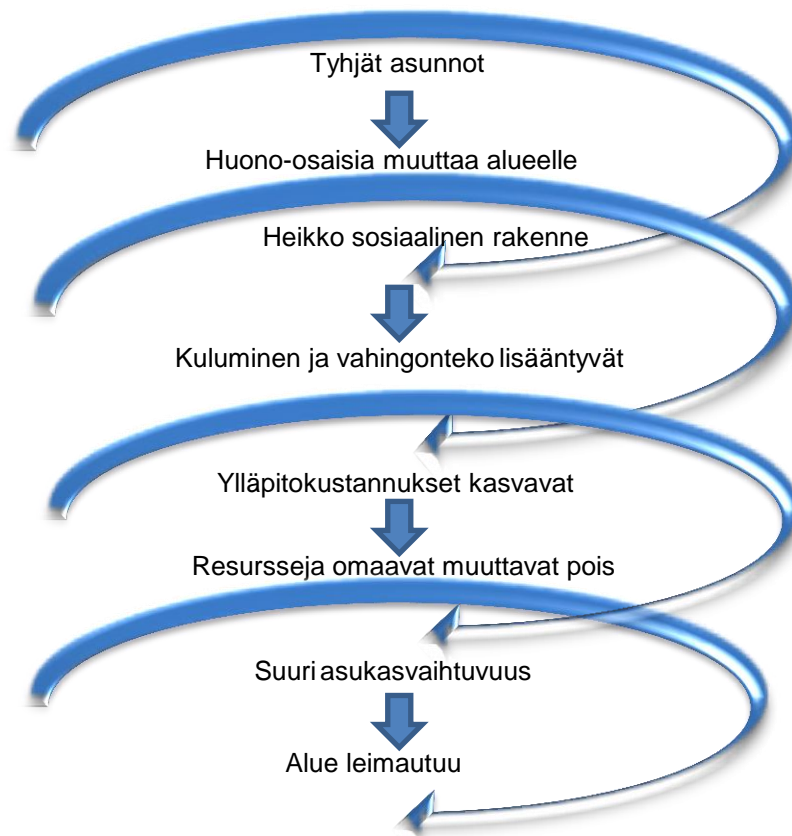 Tyhjät asunnot
Huono-osaisia muuttaa alueelle
Heikko sosiaalinen rakenne
Kuluminen ja vahingonteko lisääntyvät
Ylläpitokustannukset kasvavat
Resursseja omaavat muuttavat pois
Suuri asukasvaihtuvuus
Alue leimautuu